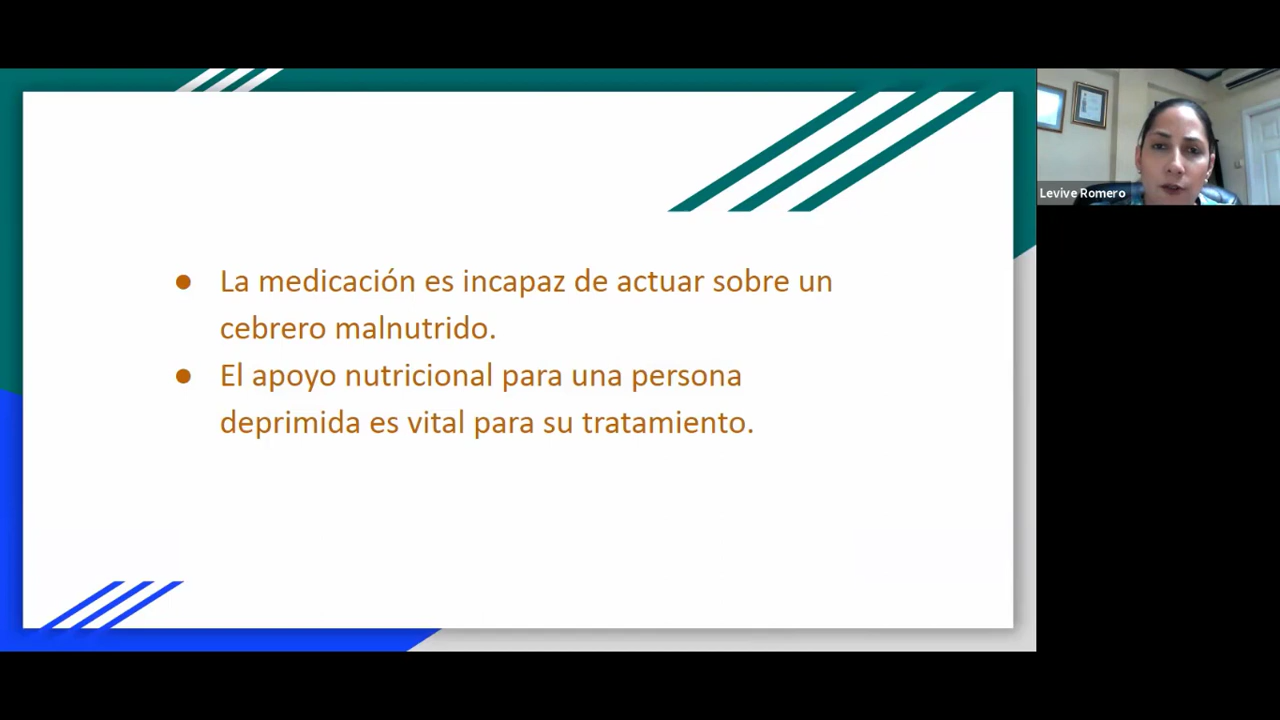 ● La medicación es incapaz de actuar sobre un
cebrero malnutrido.
● El apoyo nutricional para una persona
deprimida es vital para su tratamiento.
Levive Romero